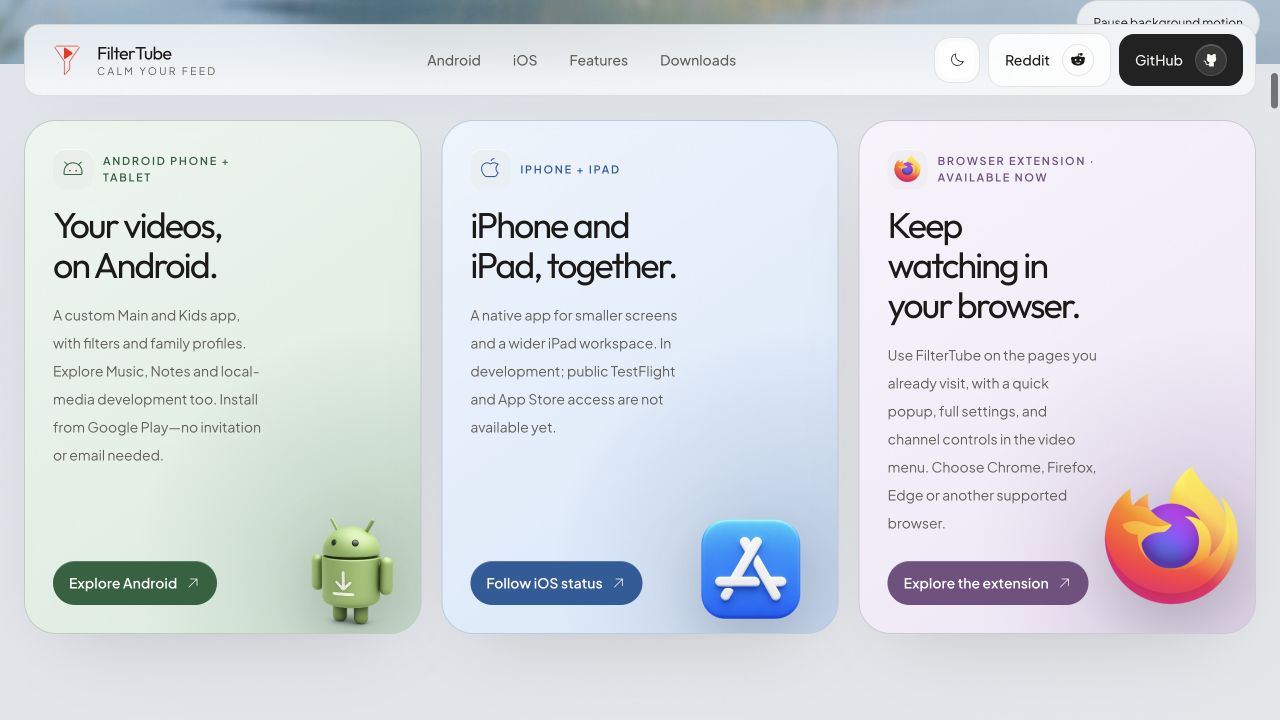 Pause background motion
FilterTube
CALM YOUR FEED
Android
iOS
Features
Downloads
Reddit
GitHub
ANDROID PHONE +
TABLET
Your videos,
on Android.
A custom Main and Kids app,
with filters and family profiles.
Explore Music, Notes and local-
media development too. Install
from Google Play—no invitation
or email needed.
Explore Android
IPHONE + IPAD
iPhone and
iPad, together.
A native app for smaller screens
and a wider iPad workspace. In
development; public TestFlight
and App Store access are not
available yet.
Follow iOS status
BROWSER EXTENSION ·
AVAILABLE NOW
Keep
watching in
your browser.
Use FilterTube on the pages you
already visit, with a quick
popup, full settings, and
channel controls in the video
menu. Choose Chrome, Firefox,
Edge or another supported
browser.
Explore the extension